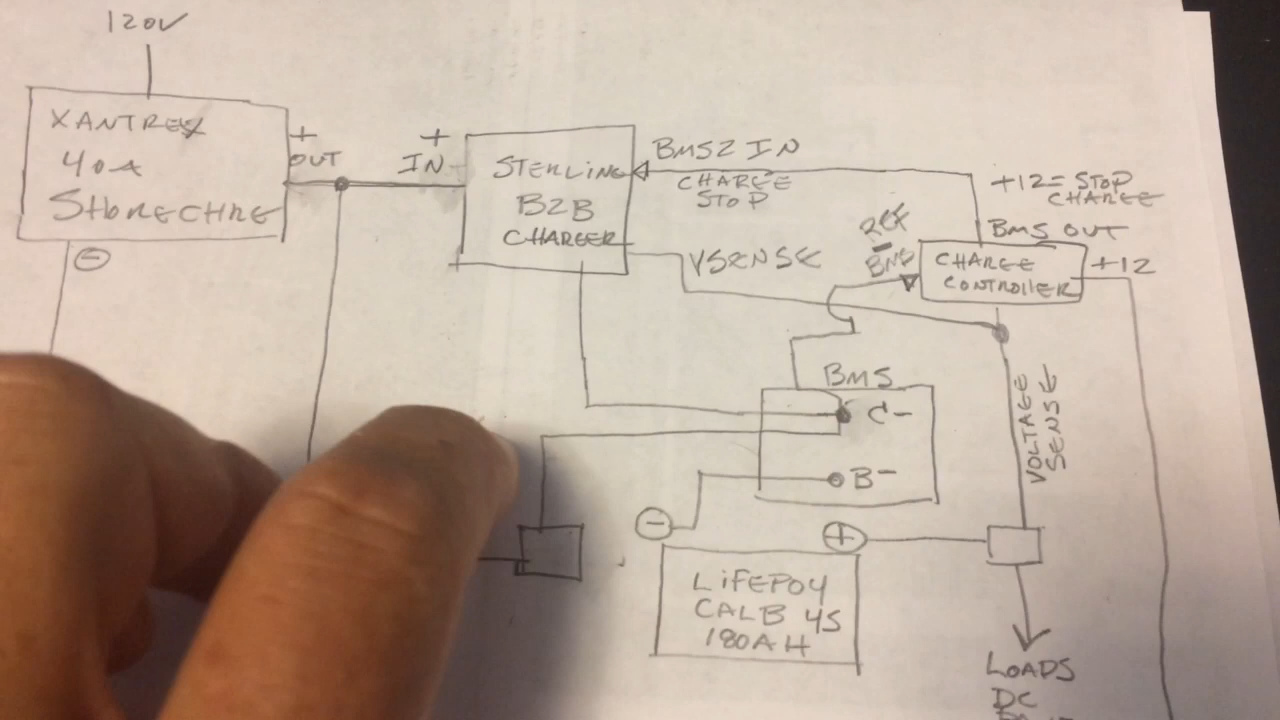 120V
XANTREX
40A
+
OUT
+
IN
STERLING
B2B
CHARGER
BMS2 IN
CHARGE
STOP
+12= STOP
CHARGE
BMS OUT
CHARGE
CONTROLLER
+12
VSENSE
BMS
BMS
C-
B-
VOLTAGE
SENSE
-
-
+
LiFEPO4
CALB 4S
180AH
LOADS
DC